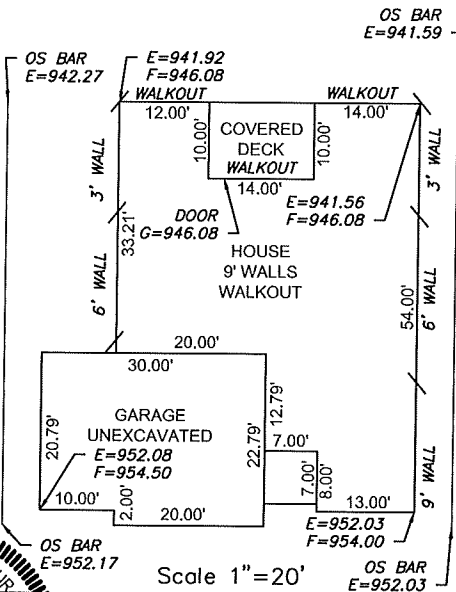 OS BAR
E=941.59
OS BAR
E=942.27
E=941.92
F=946.08
WALKOUT
WALKOUT
12.00'
14.00'
10.00'
COVERED
DECK
WALKOUT
10.00'
14.00'
3' WALL
3' WALL
DOOR
G=946.08
E=941.56
F=946.08
33.21'
HOUSE
9' WALLS
WALKOUT
6' WALL
6' WALL
54.00'
20.00'
30.00'
20.79'
GARAGE
UNEXCAVATED
E=952.08
F=954.50
22.79'
12.79'
7.00'
7.00'
8.00'
9' WALL
10.00'
2.00'
20.00'
13.00'
E=952.03
F=954.00
OS BAR
E=952.17
Scale 1"=20'
OS BAR
E=952.03
UR